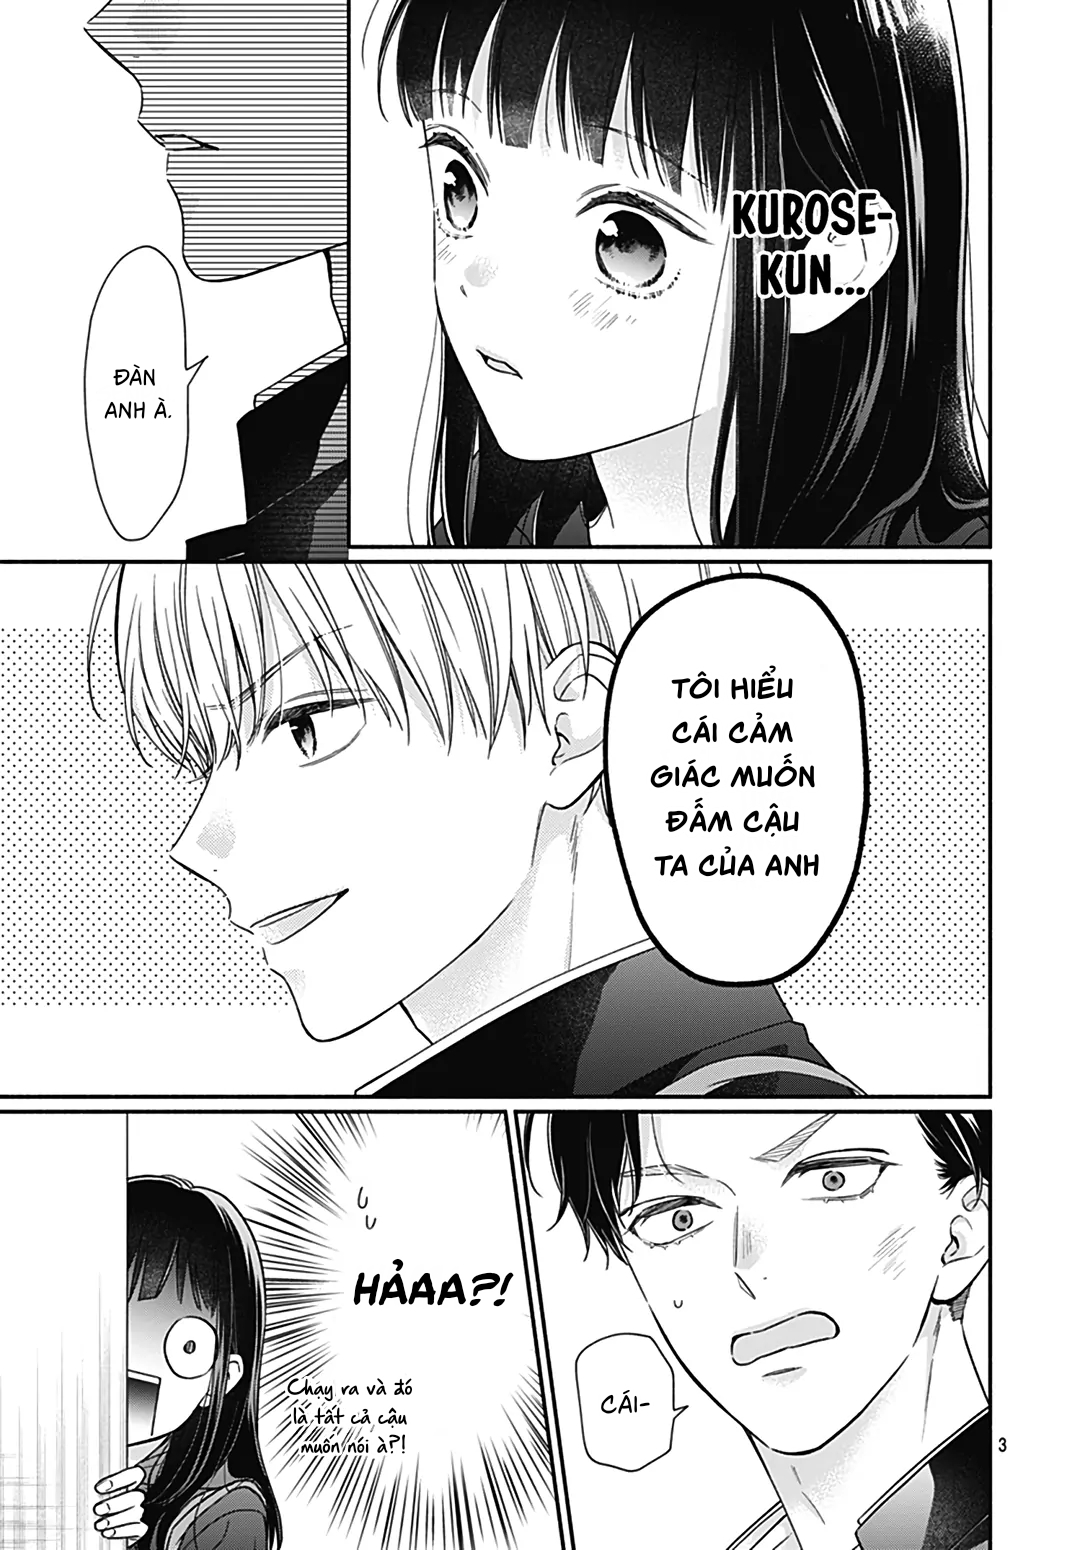 KUROSE-
KUN...
ĐÀN
ANH À.
TÔI HIỂU
CÁI CẢM
GIÁC MUỐN
ĐẤM CẬU
TA CỦA ANH
CÁI-
HẢAA?!
Chạy ra và đó
là tất cả cậu
muốn nói à?!
3